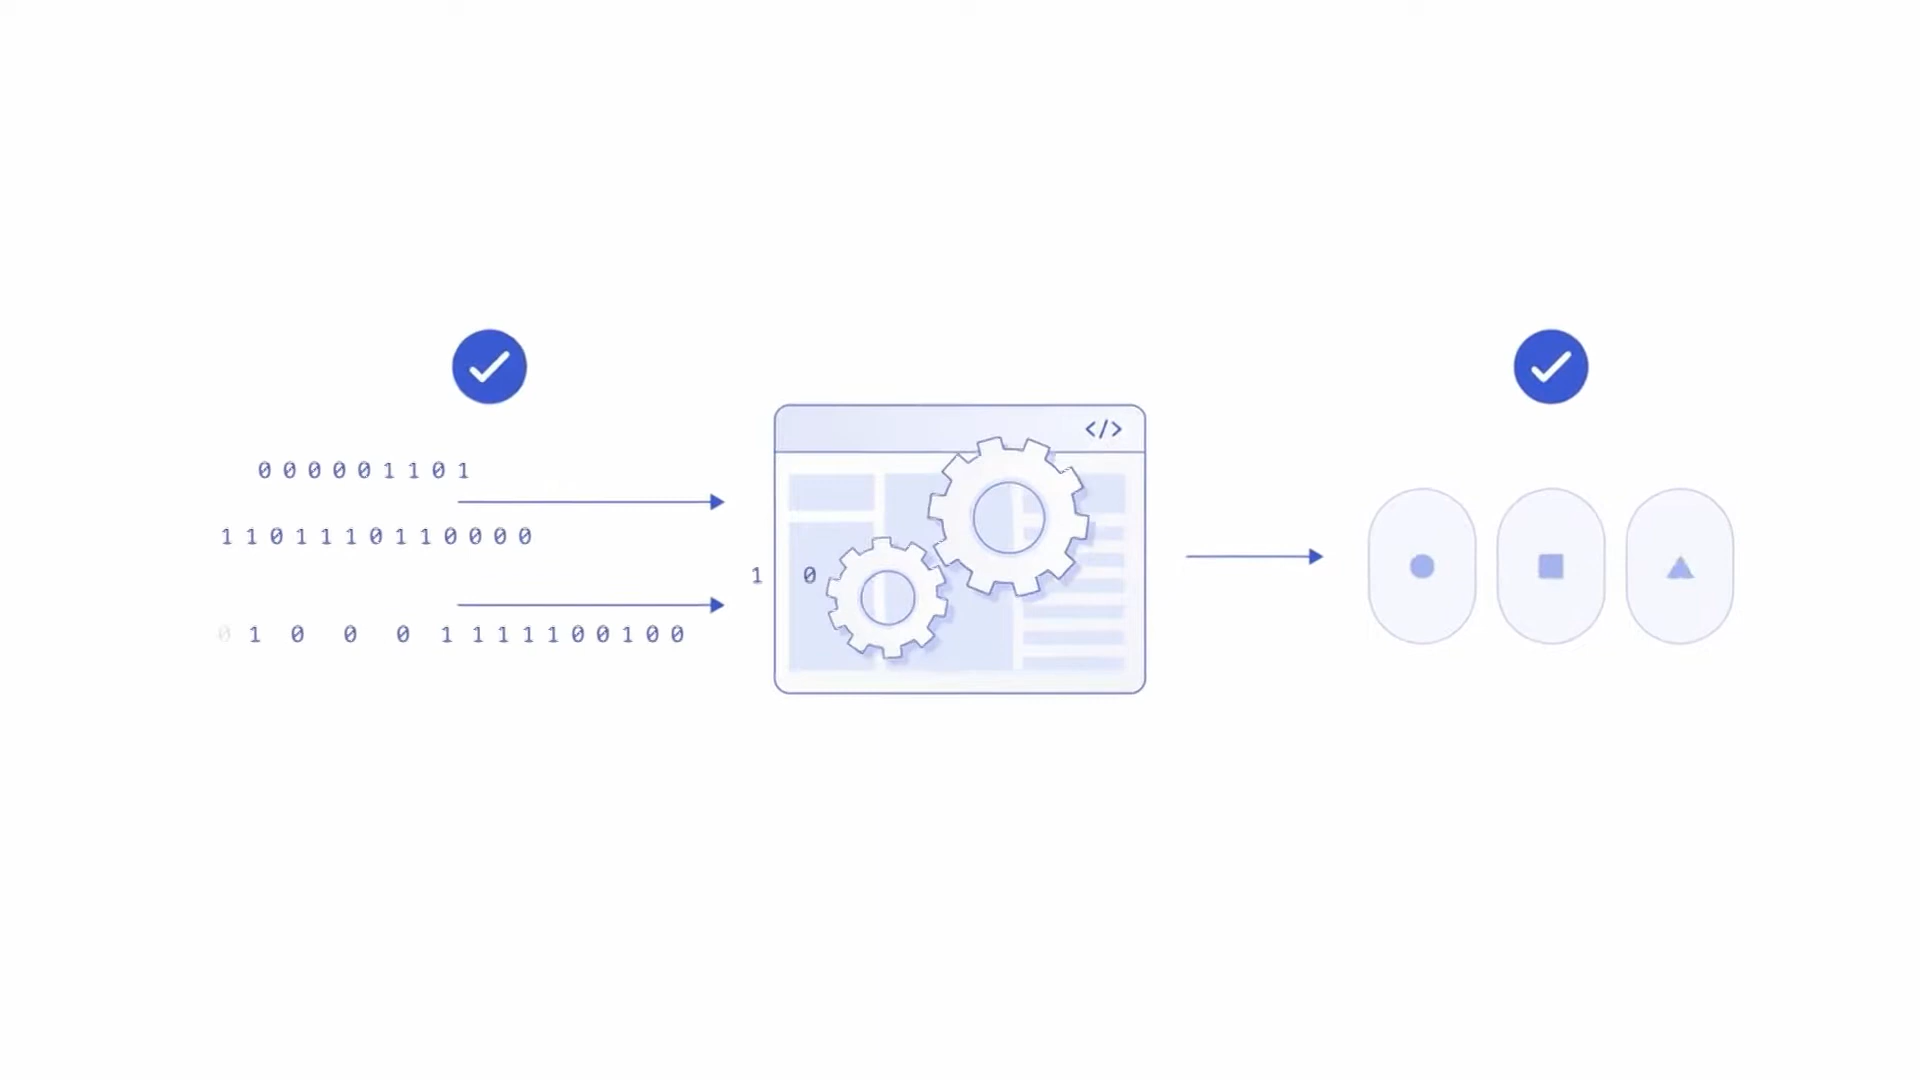 </>
0 0 0 0 0 1 1 0 1
1 1 0 1 1 1 0 1 1 0 0 0 0
1 0
0 1 0 0 0 1 1 1 1 1 0 0 1 0 0